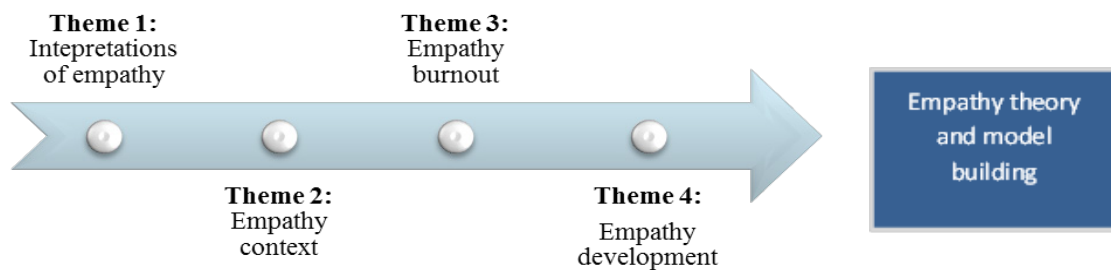 Theme 1:
Intepretations
of empathy
Theme 2:
Empathy
context
Theme 3:
Empathy
burnout
Theme 4:
Empathy
development
Empathy theory
and model
building